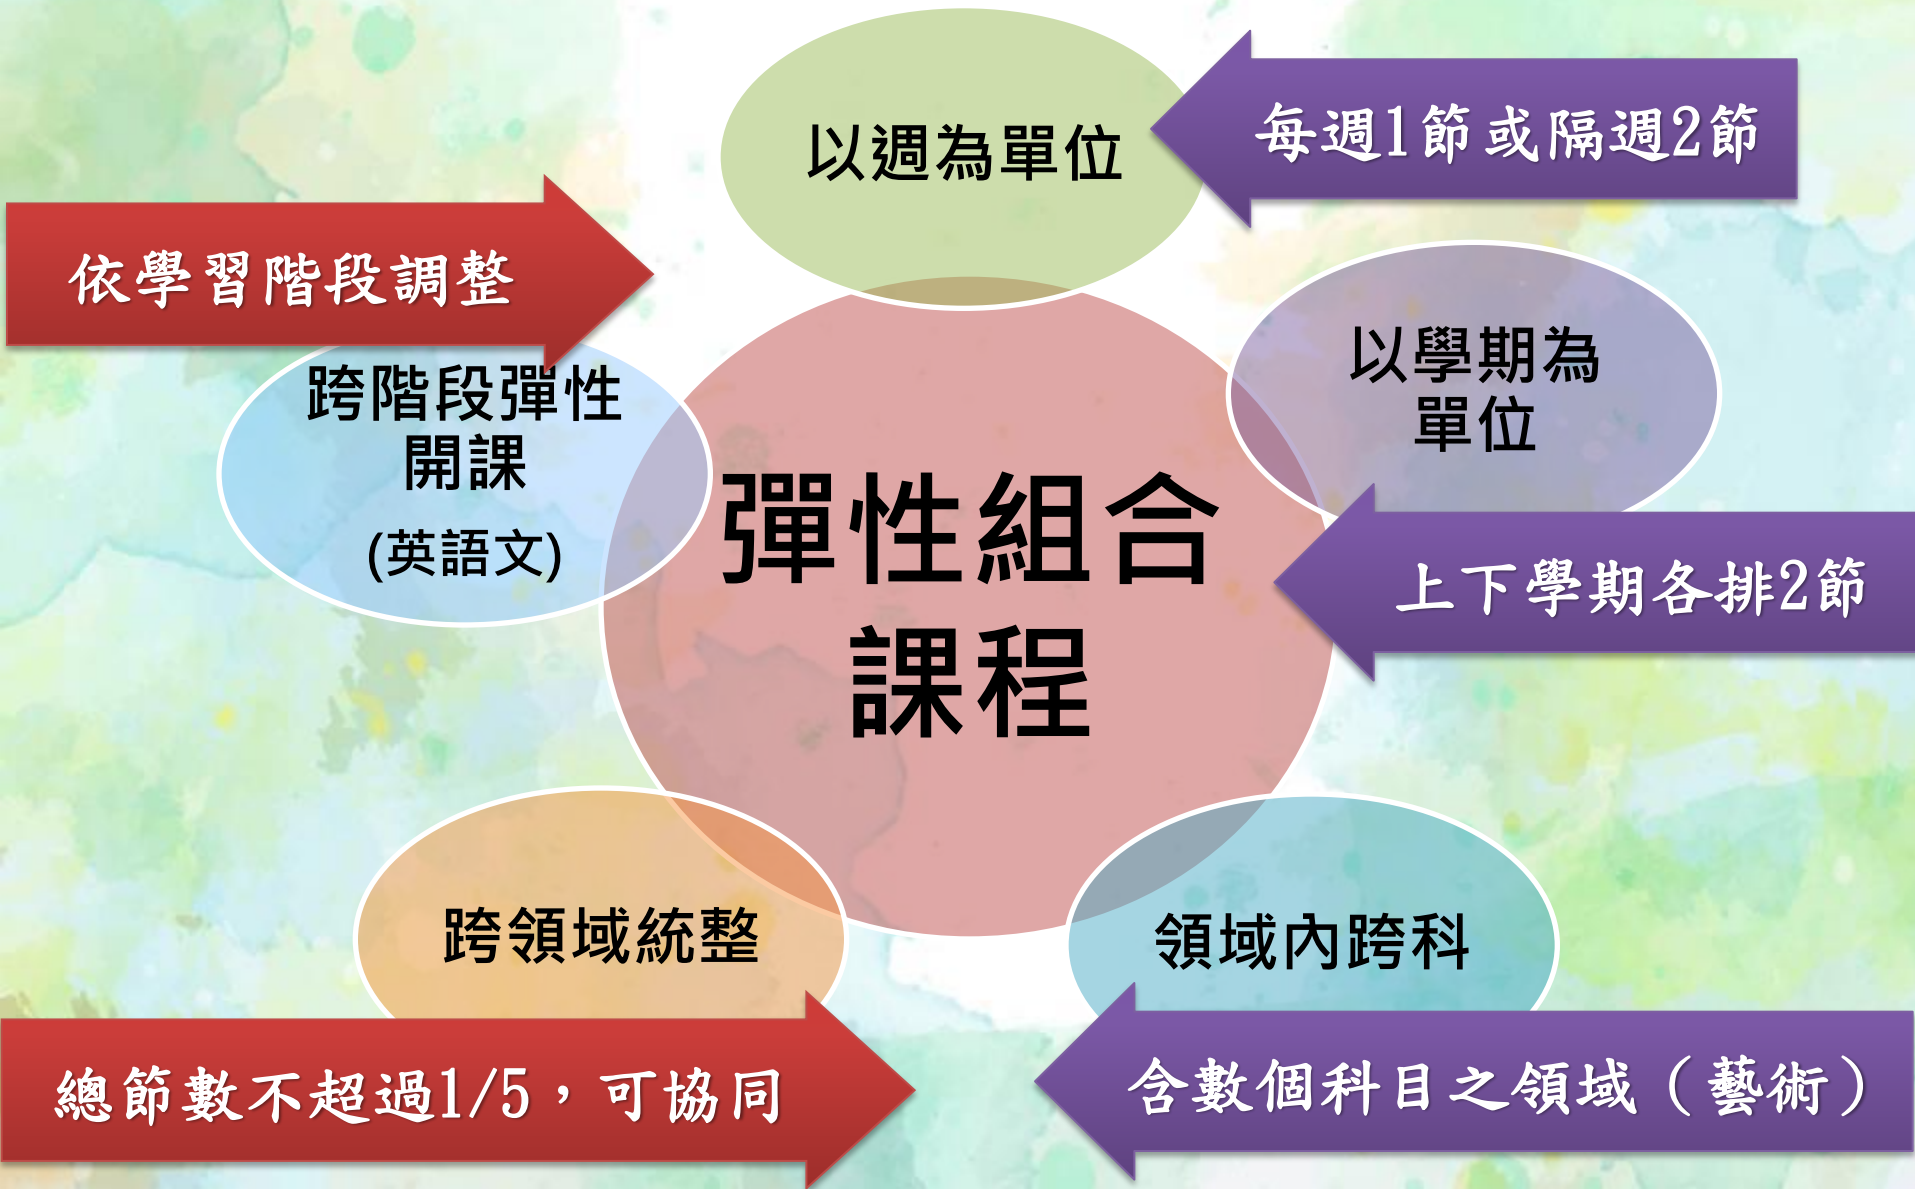 以週為單位
每週1節或隔週2節
依學習階段調整
跨階段彈性
開課
(英語文)
以學期為
單位
上下學期各排2節
彈性組合
課程
跨領域統整
領域內跨科
總節數不超過1/5，可協同
含數個科目之領域（藝術）